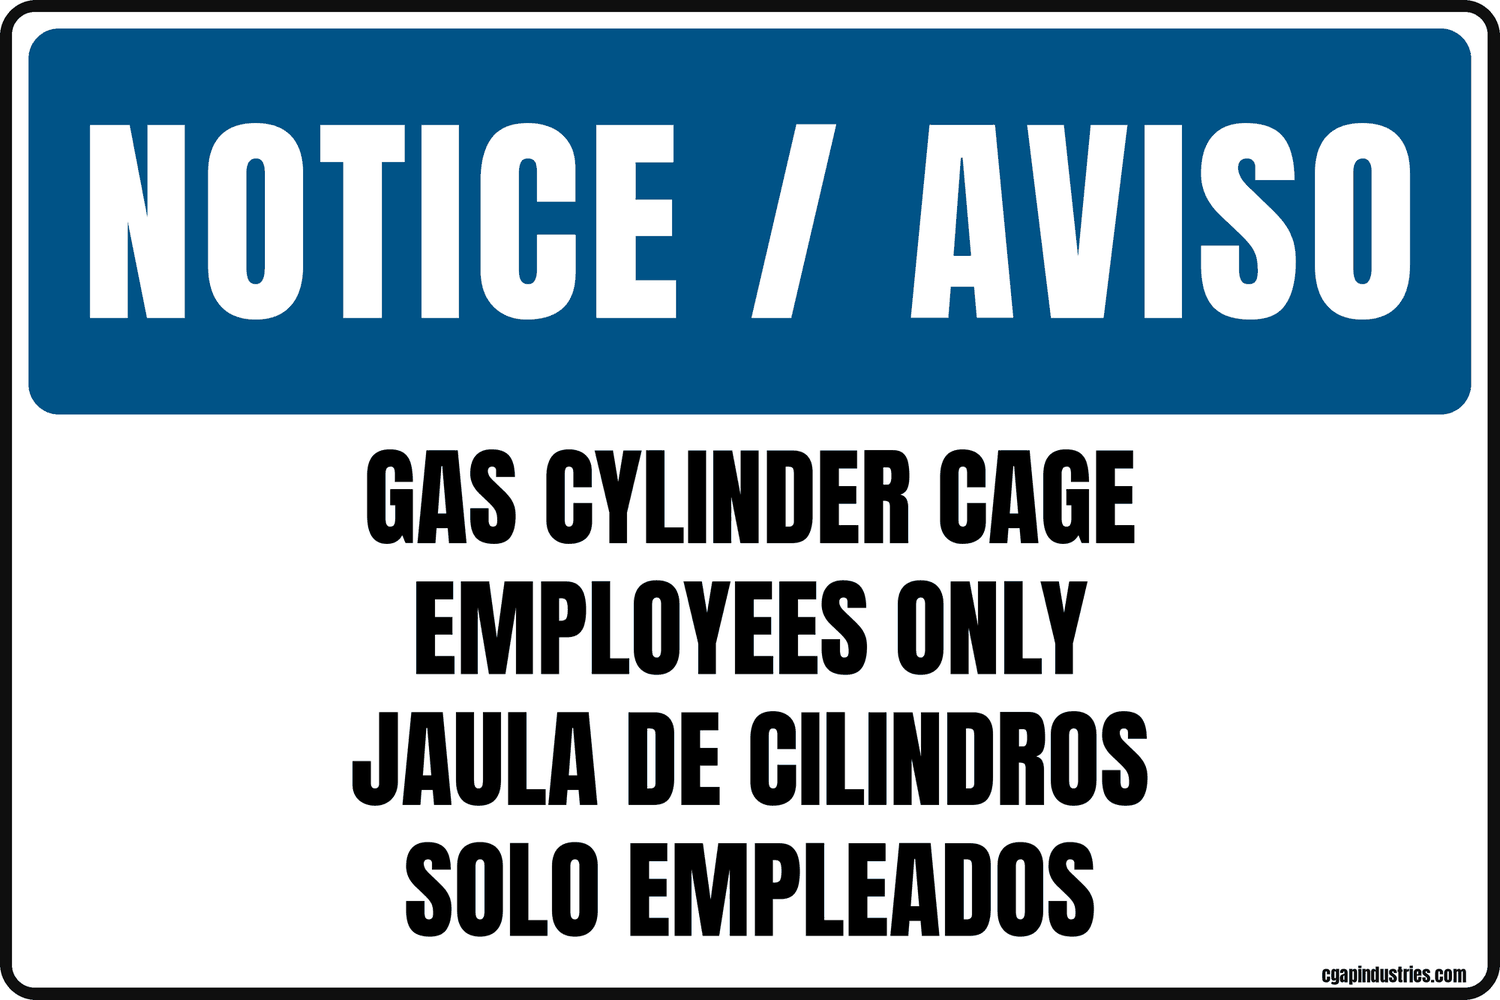 NOTICE / AVISO
GAS CYLINDER CAGE
EMPLOYEES ONLY
JAULA DE CILINDROS
SOLO EMPLEADOS
cgapindustries.com